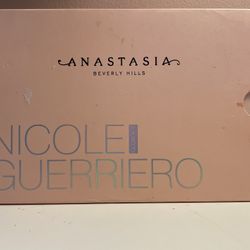 ANASTASIA
BEVERLY HILLS
NICOLE
GUERRIERO